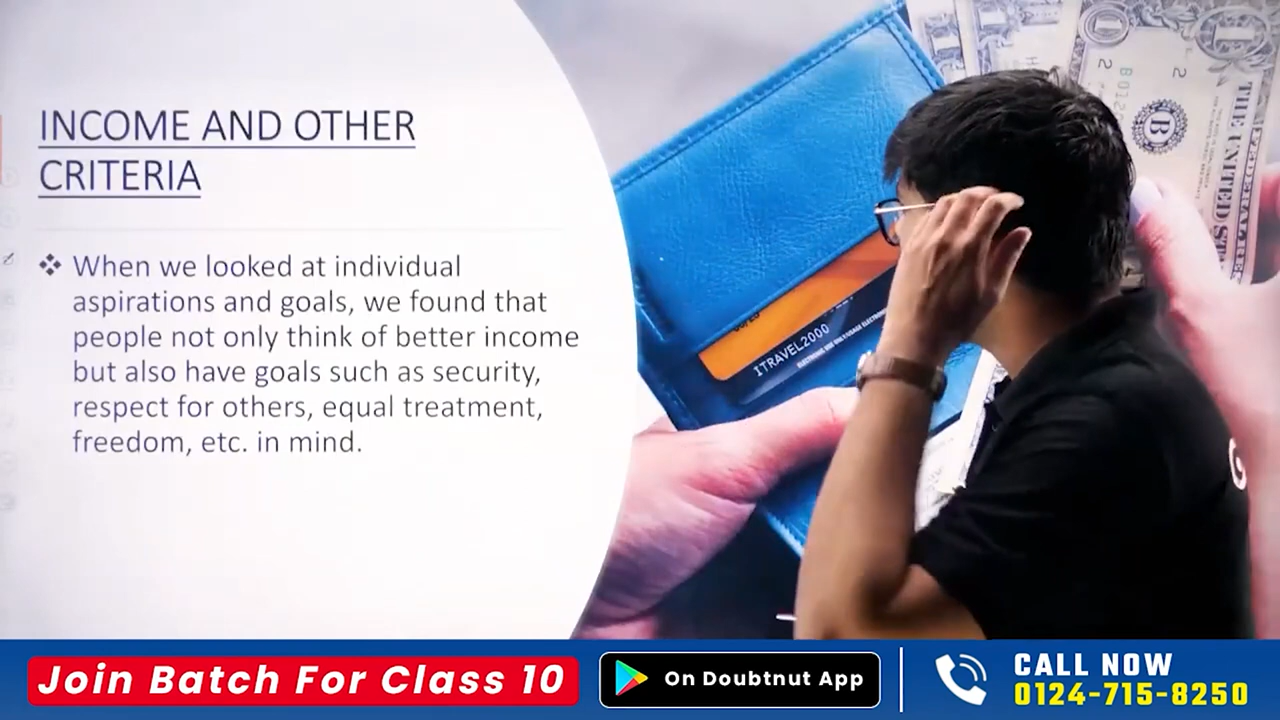 INCOME AND OTHER
CRITERIA
❖ When we looked at individual
aspirations and goals, we found that
people not only think of better income
but also have goals such as security,
respect for others, equal treatment,
freedom, etc. in mind.
ITRAVEL2000
THE UNITED
Join Batch For Class 10
On Doubtnut App
CALL NOW
0124-715-8250